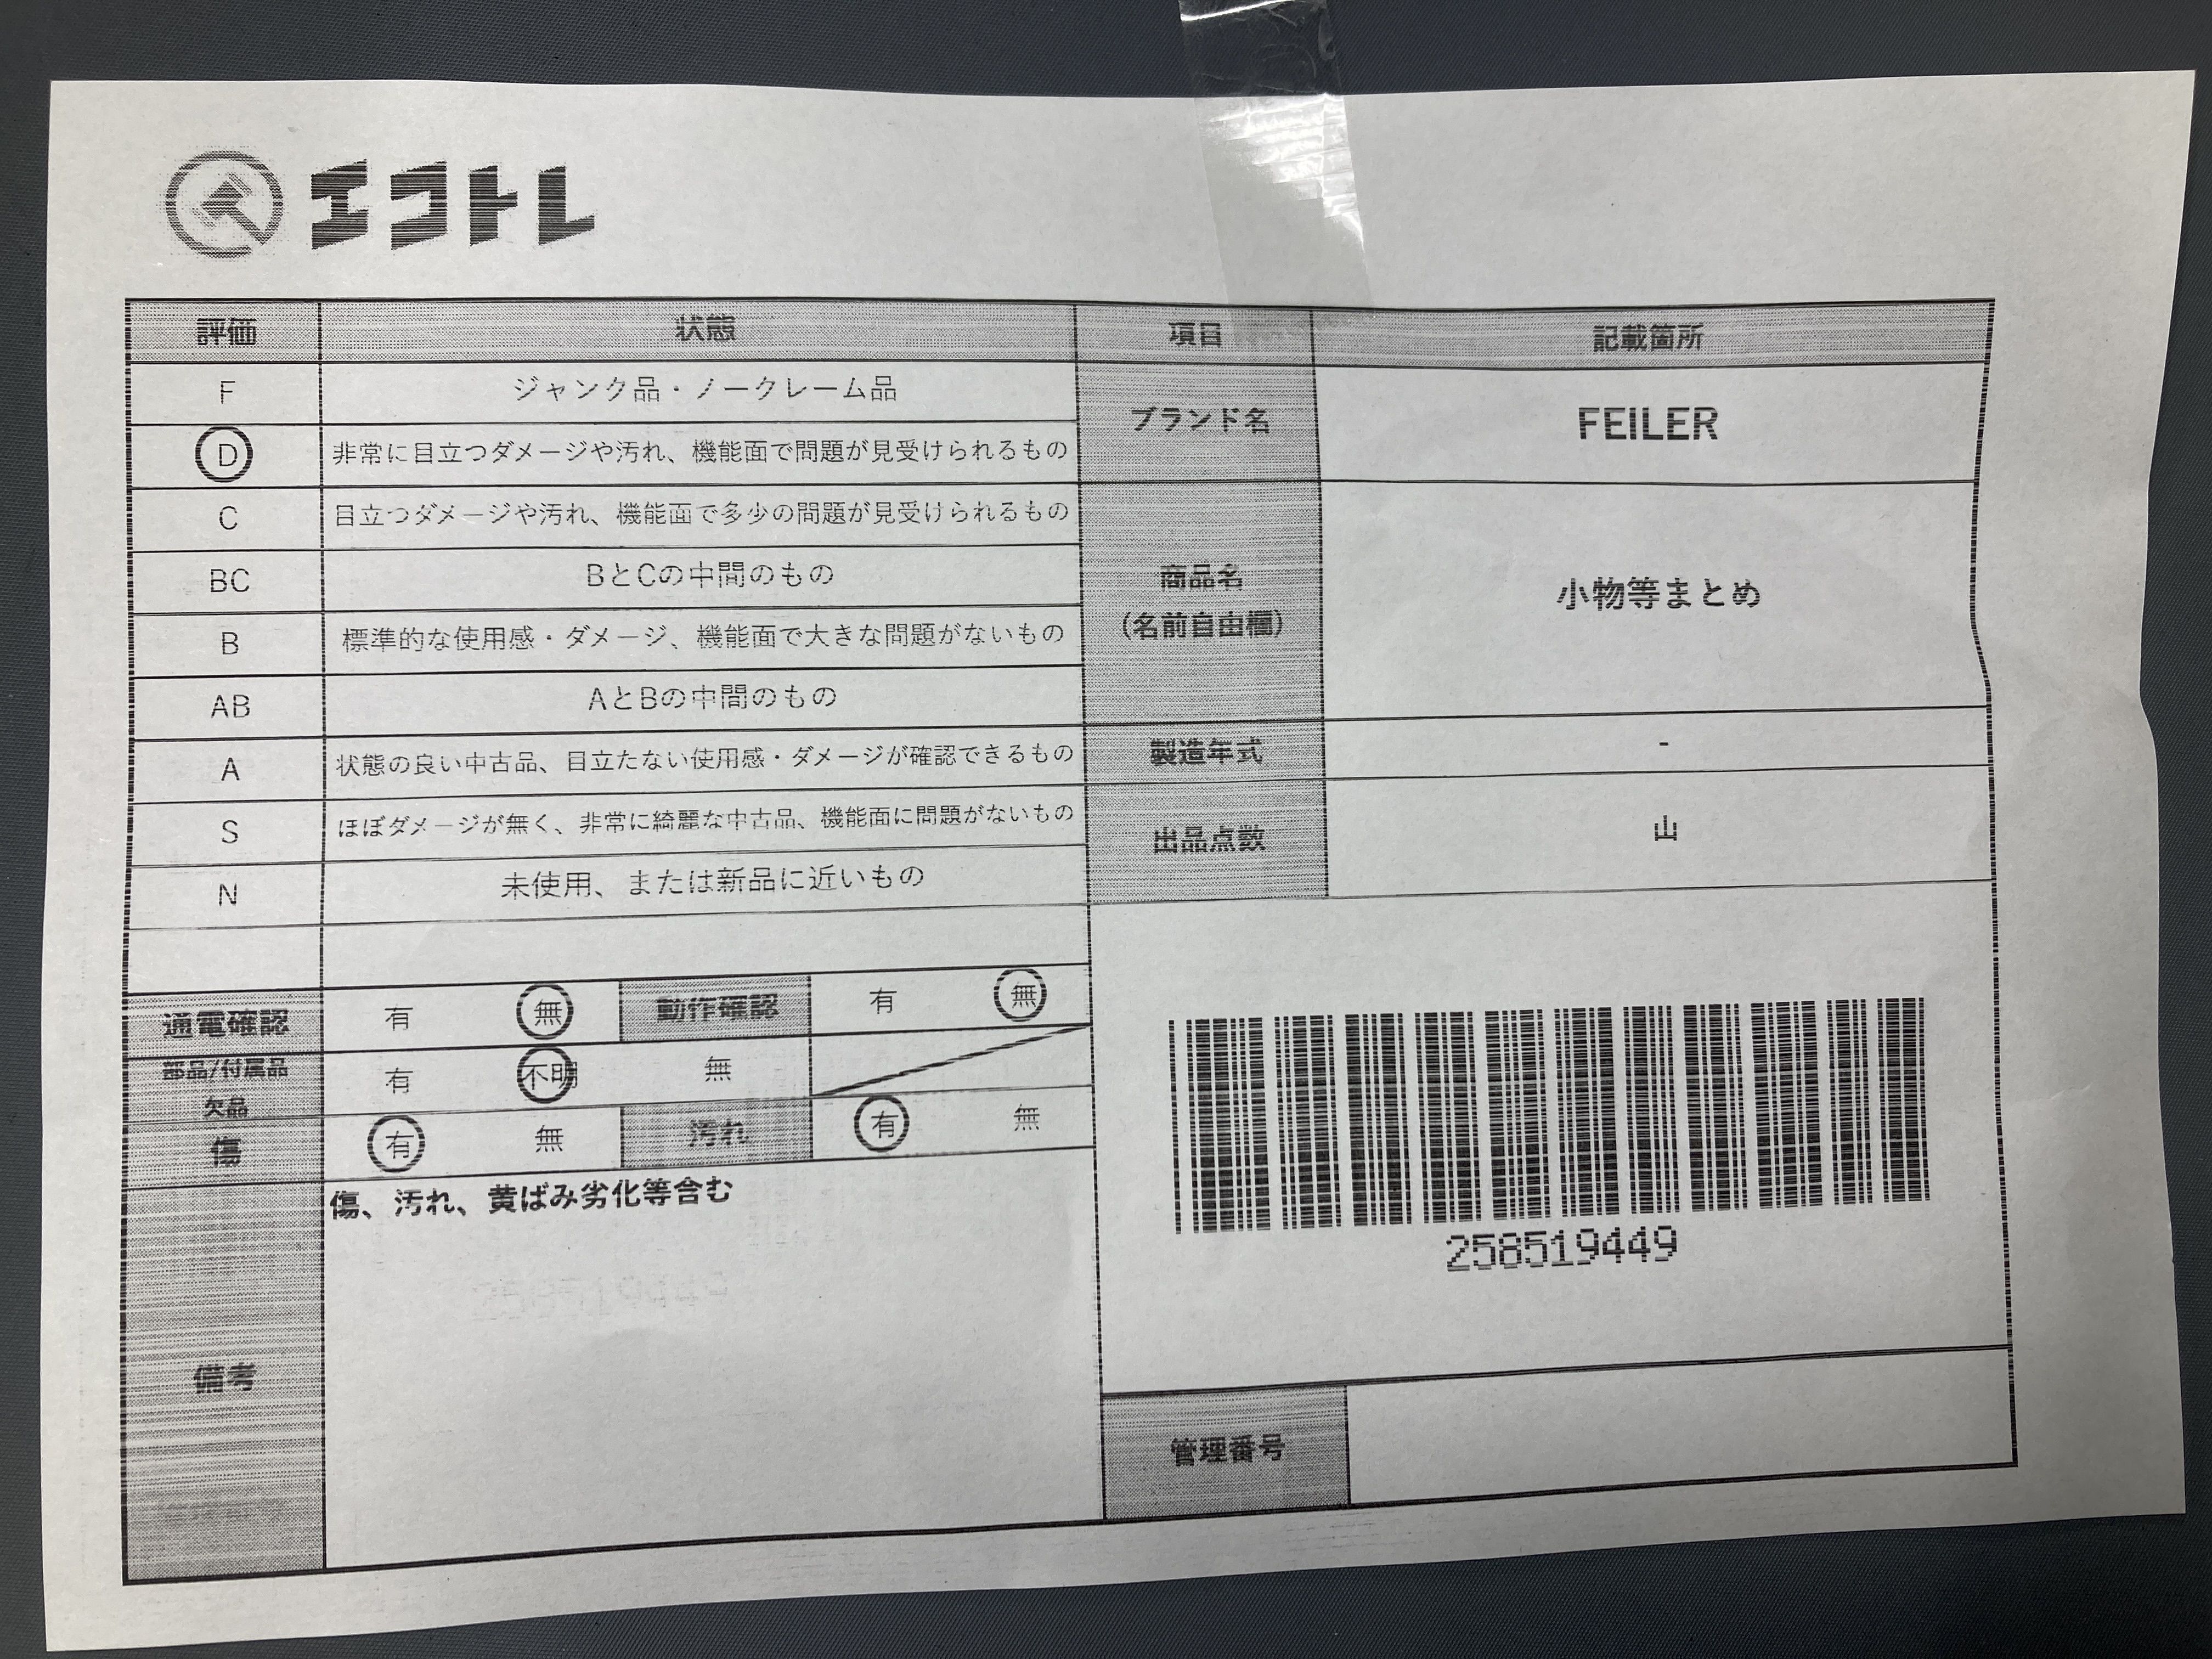 エコトレ
評価 状態 項目 記載箇所
F ジャンク品・ノークレーム品
D 非常に目立つダメージや汚れ、機能面で問題が見受けられるもの
C 目立つダメージや汚れ、機能面で多少の問題が見受けられるもの
BC BとCの中間のもの
B 標準的な使用感・ダメージ、機能面で大きな問題がないもの
AB AとBの中間のもの
A 状態の良い中古品、目立たない使用感・ダメージが確認できるもの
S ほぼダメージが無く、非常に綺麗な中古品、機能面に問題がないもの
N 未使用、または新品に近いもの
ブランド名 FEILER
商品名
(名前自由欄)
小物等まとめ
製造年式 -
出品点数 山
通電確認 有 無 動作確認 有 無
部品/付属品
欠品
有 不明 無
傷 有 無 汚れ 有 無
備考
傷、汚れ、黄ばみ劣化等含む
258519449
管理番号